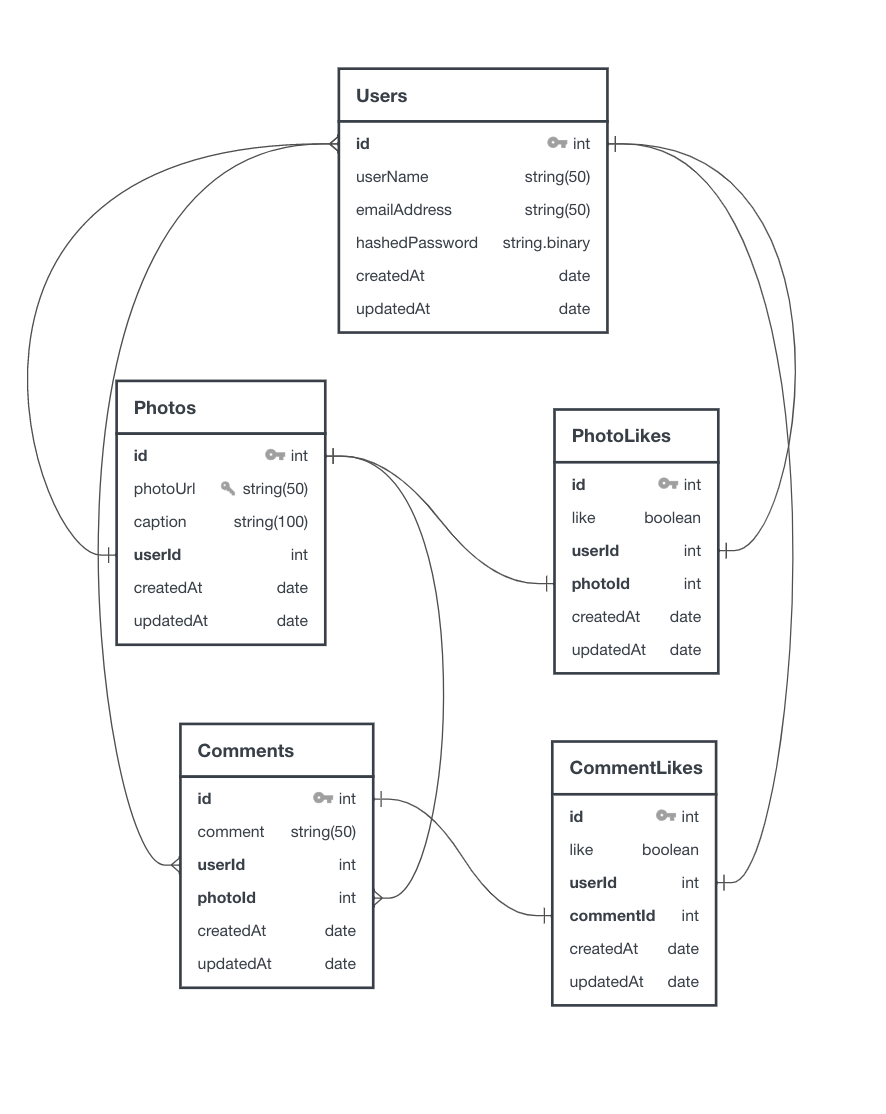 Users
id int
userName string(50)
emailAddress string(50)
hashedPassword string.binary
createdAt date
updatedAt date
Photos
id int
photoUrl string(50)
caption string(100)
userId int
createdAt date
updatedAt date
PhotoLikes
id int
like boolean
userId int
photoId int
createdAt date
updatedAt date
Comments
id int
comment string(50)
userId int
photoId int
createdAt date
updatedAt date
CommentLikes
id int
like boolean
userId int
commentId int
createdAt date
updatedAt date